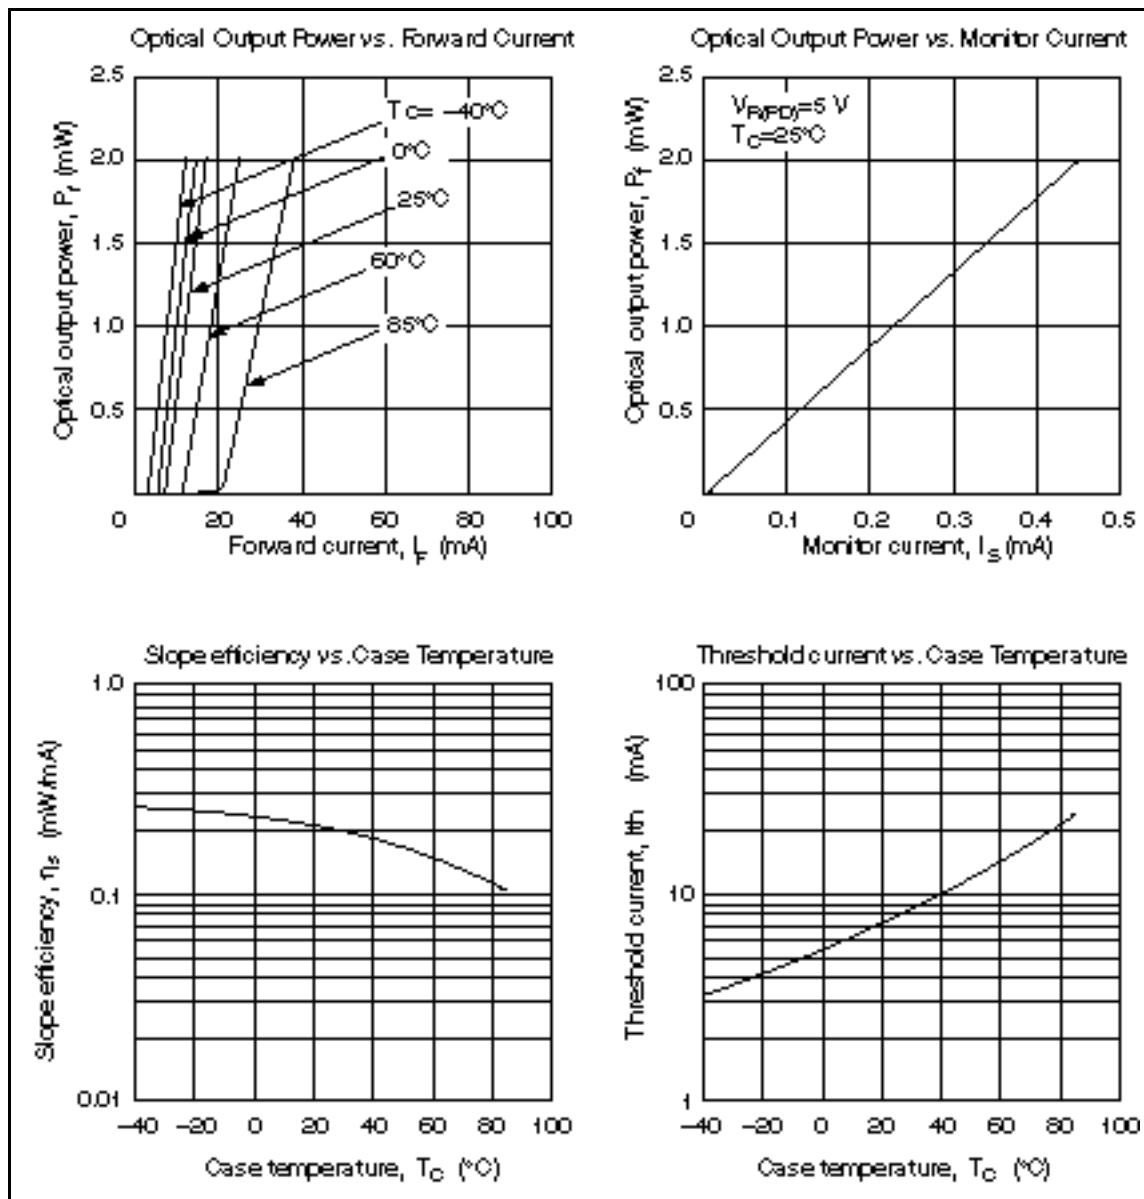 Optical Output Power vs. Forward Current
2.5
2.0
1.5
1.0
0.5
0
20
40
60
80
100
Optical output power, Pf (mW)
Forward current, IF (mA)
TC= −40°C
0°C
25°C
60°C
85°C
Optical Output Power vs. Monitor Current
VR(PD)=5 V
TC=25°C
2.5
2.0
1.5
1.0
0.5
0
0.1
0.2
0.3
0.4
0.5
Optical output power, Pf (mW)
Monitor current, IS (mA)
Slope efficiency vs. Case Temperature
1.0
0.1
0.01
−40 −20 0 20 40 60 80 100
Slope efficiency, ηs (mW/mA)
Case temperature, TC (°C)
Threshold current vs. Case Temperature
100
10
1
−40 −20 0 20 40 60 80 100
Threshold current, Ith (mA)
Case temperature, TC (°C)